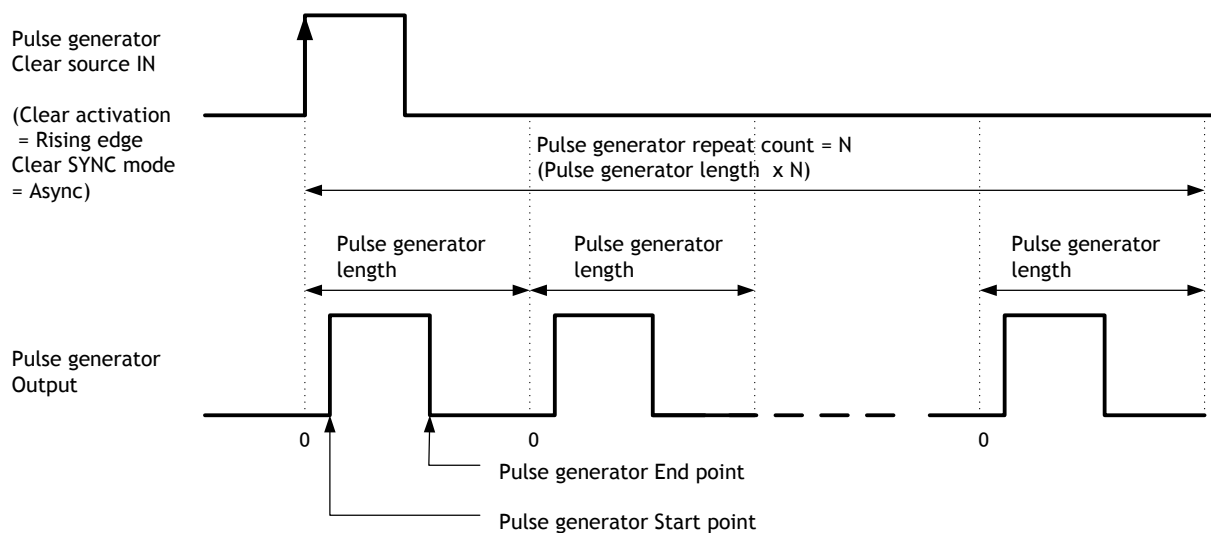 Pulse generator
Clear source IN
(Clear activation
= Rising edge
Clear SYNC mode
= Async)
Pulse generator repeat count = N
(Pulse generator length x N)
Pulse generator
length
Pulse generator
length
Pulse generator
length
Pulse generator
Output
0
0
0
Pulse generator End point
Pulse generator Start point